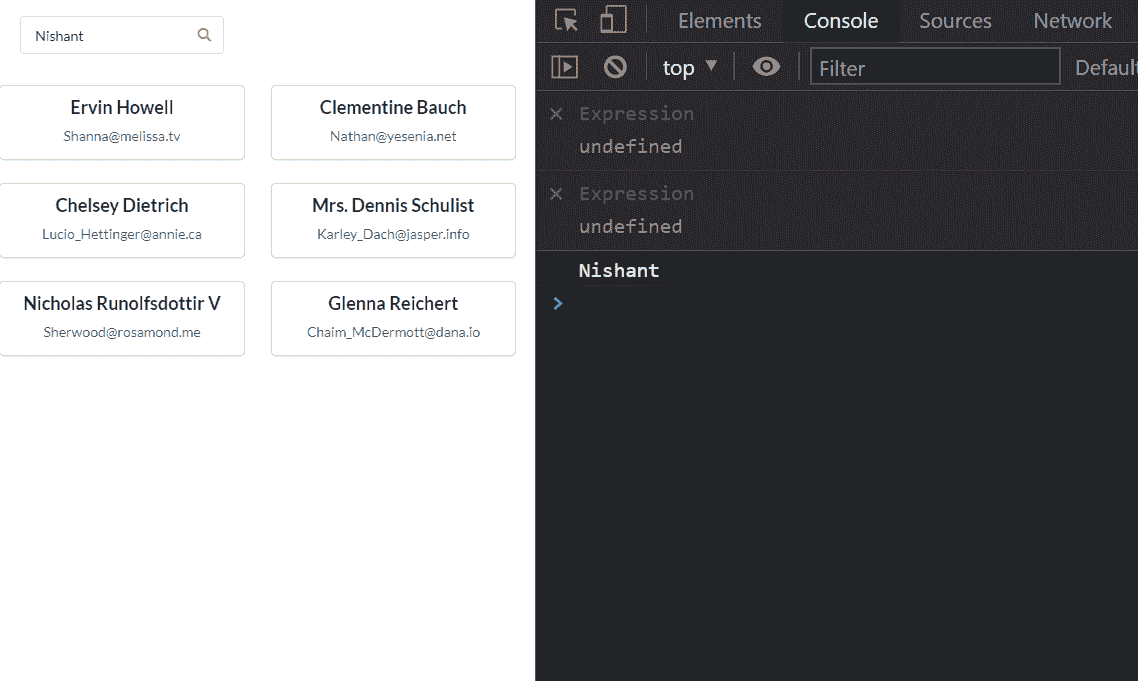 Nishant
Ervin Howell
Shanna@melissa.tv
Clementine Bauch
Nathan@yesenia.net
Chelsey Dietrich
Lucio_Hettinger@annie.ca
Mrs. Dennis Schulist
Karley_Dach@jasper.info
Nicholas Runolfsdottir V
Sherwood@rosamond.me
Glenna Reichert
Chaim_McDermott@dana.io
Elements Console Sources Network
top Filter Default
Expression
undefined
Expression
undefined
Nishant